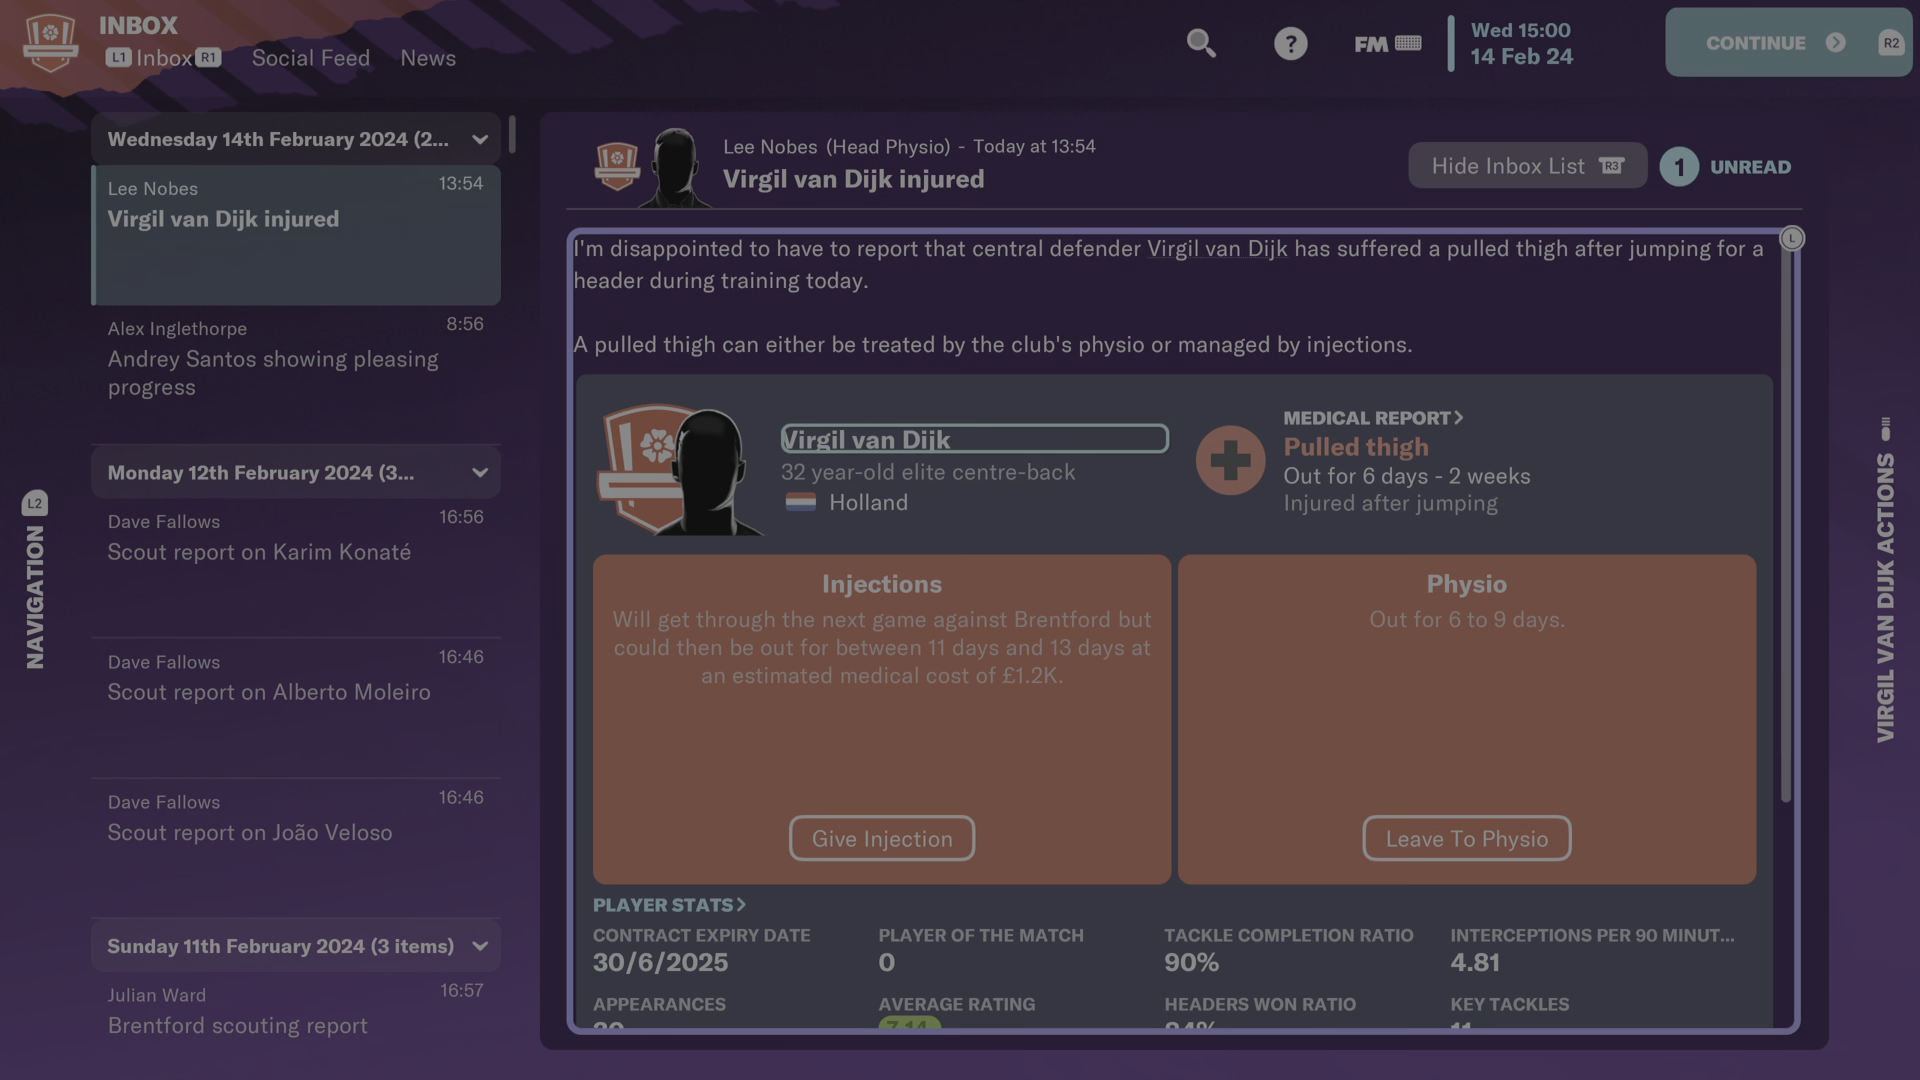 INBOX
L1 Inbox R1 Social Feed News
? FM
Wed 15:00
14 Feb 24
CONTINUE R2
Wednesday 14th February 2024 (2...
Lee Nobes 13:54
Virgil van Dijk injured
Alex Inglethorpe 8:56
Andrey Santos showing pleasing
progress
Monday 12th February 2024 (3...
Dave Fallows 16:56
Scout report on Karim Konaté
Dave Fallows 16:46
Scout report on Alberto Moleiro
Dave Fallows 16:46
Scout report on João Veloso
Sunday 11th February 2024 (3 items)
Julian Ward 16:57
Brentford scouting report
L2
NAVIGATION
Lee Nobes (Head Physio) - Today at 13:54
Virgil van Dijk injured
Hide Inbox List R3
1 UNREAD
L
I'm disappointed to have to report that central defender Virgil van Dijk has suffered a pulled thigh after jumping for a
header during training today.
A pulled thigh can either be treated by the club's physio or managed by injections.
Virgil van Dijk
32 year-old elite centre-back
Holland
MEDICAL REPORT
Pulled thigh
Out for 6 days - 2 weeks
Injured after jumping
Injections
Will get through the next game against Brentford but
could then be out for between 11 days and 13 days at
an estimated medical cost of £1.2K.
Give Injection
Physio
Out for 6 to 9 days.
Leave To Physio
PLAYER STATS
CONTRACT EXPIRY DATE PLAYER OF THE MATCH TACKLE COMPLETION RATIO INTERCEPTIONS PER 90 MINUT...
30/6/2025 0 90% 4.81
APPEARANCES AVERAGE RATING HEADERS WON RATIO KEY TACKLES
VIRGIL VAN DIJK ACTIONS